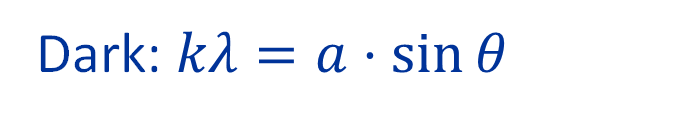 Dark: kλ = a · sin θ